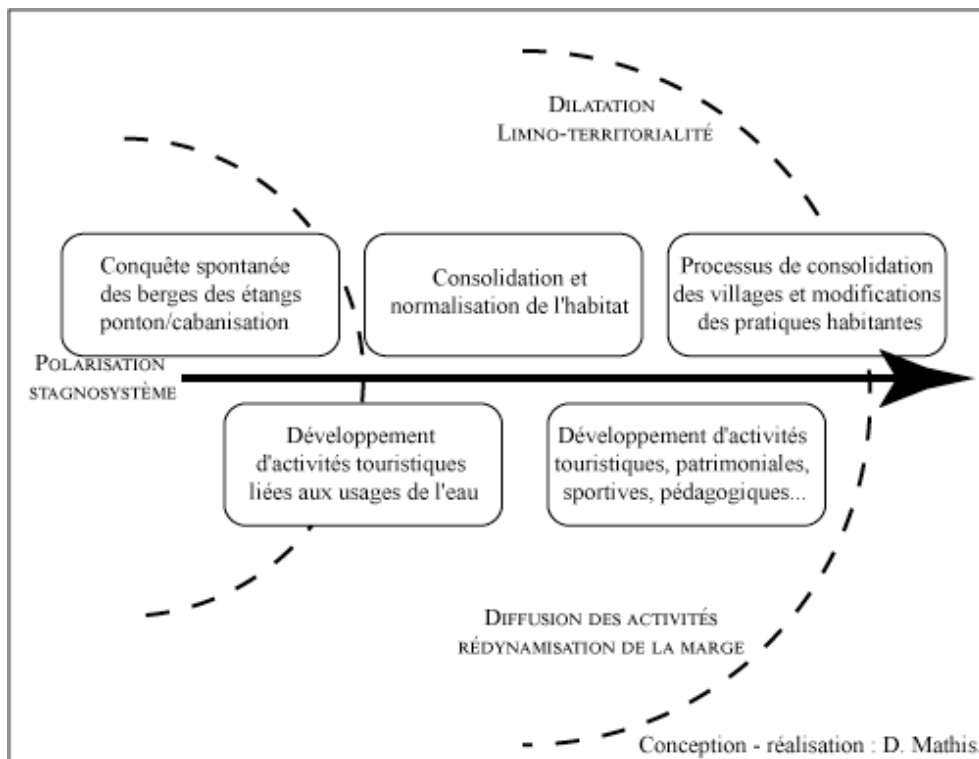 DILATATION
LIMNO-TERRITORIALITÉ
Conquête spontanée
des berges des étangs
ponton/cabanisation
Consolidation et
normalisation de l'habitat
Processus de consolidation
des villages et modifications
des pratiques habitantes
POLARISATION
STAGNOSYSTÈME
Développement
d'activités touristiques
liées aux usages de l'eau
Développement d'activités
touristiques, patrimoniales,
sportives, pédagogiques...
DIFFUSION DES ACTIVITÉS
RÉDYNAMISATION DE LA MARGE
Conception - réalisation : D. Mathis